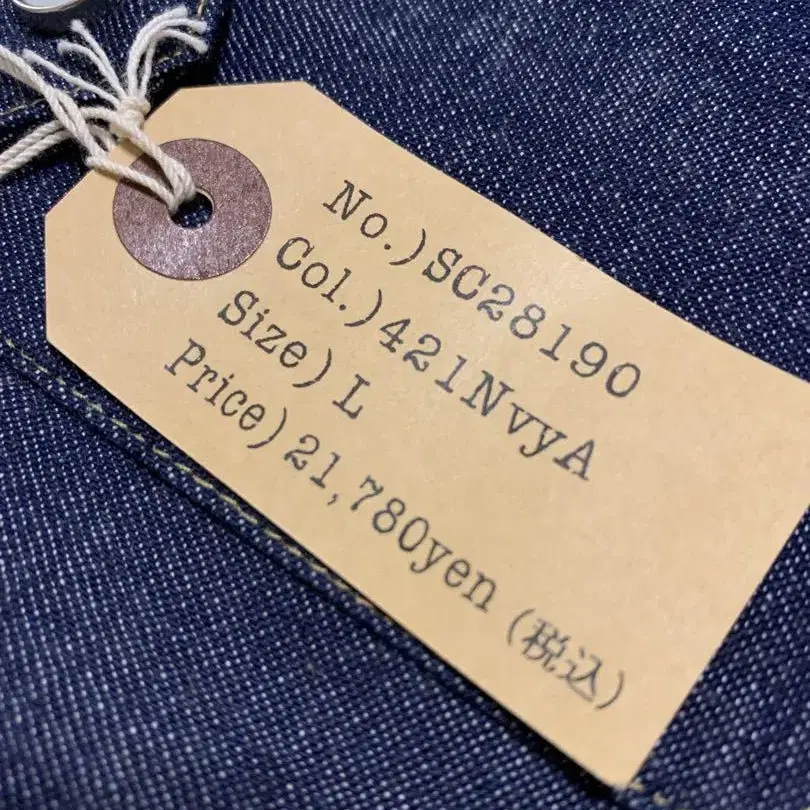 No.)SC28190
Col.)421NvyA
Size) L
Price)21,780yen (税込)